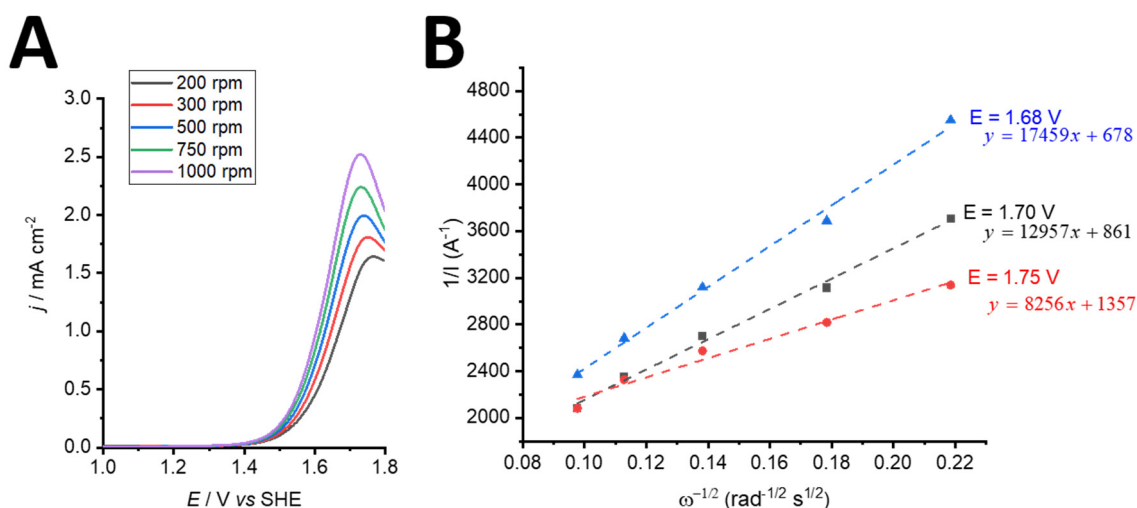 A
200 rpm
300 rpm
500 rpm
750 rpm
1000 rpm
3.0
2.5
2.0
1.5
1.0
0.5
0.0
j / mA cm⁻²
1.0 1.2 1.4 1.6 1.8
E / V vs SHE
B
4800
4400
4000
3600
3200
2800
2400
2000
1/I (A⁻¹)
E = 1.68 V
y = 17459x + 678
E = 1.70 V
y = 12957x + 861
E = 1.75 V
y = 8256x + 1357
0.08 0.10 0.12 0.14 0.16 0.18 0.20 0.22
ω⁻¹/² (rad⁻¹/² s¹/²)